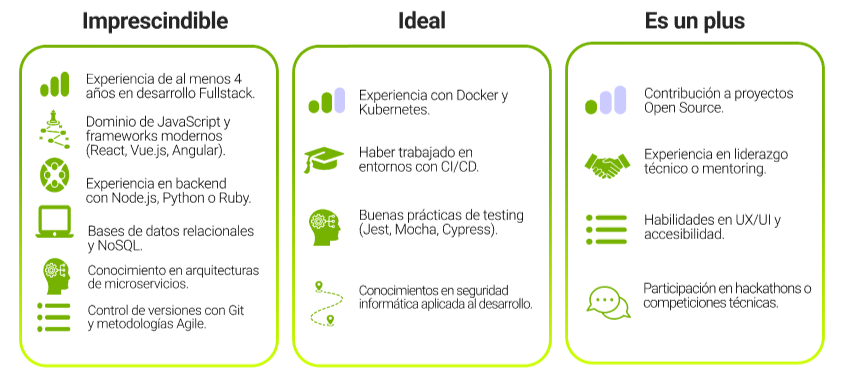 Imprescindible
Experiencia de al menos 4
años en desarrollo Fullstack.
Dominio de JavaScript y
frameworks modernos
(React, Vue.js, Angular).
Experiencia en backend
con Node.js, Python o Ruby.
Bases de datos relacionales
y NoSQL.
Conocimiento en arquitecturas
de microservicios.
Control de versiones con Git
y metodologías Agile.
Ideal
Experiencia con Docker y
Kubernetes.
Haber trabajado en
entornos con CI/CD.
Buenas prácticas de testing
(Jest, Mocha, Cypress).
Conocimientos en seguridad
informática aplicada al desarrollo.
Es un plus
Contribución a proyectos
Open Source.
Experiencia en liderazgo
técnico o mentoring.
Habilidades en UX/UI y
accesibilidad.
Participación en hackathons o
competiciones técnicas.